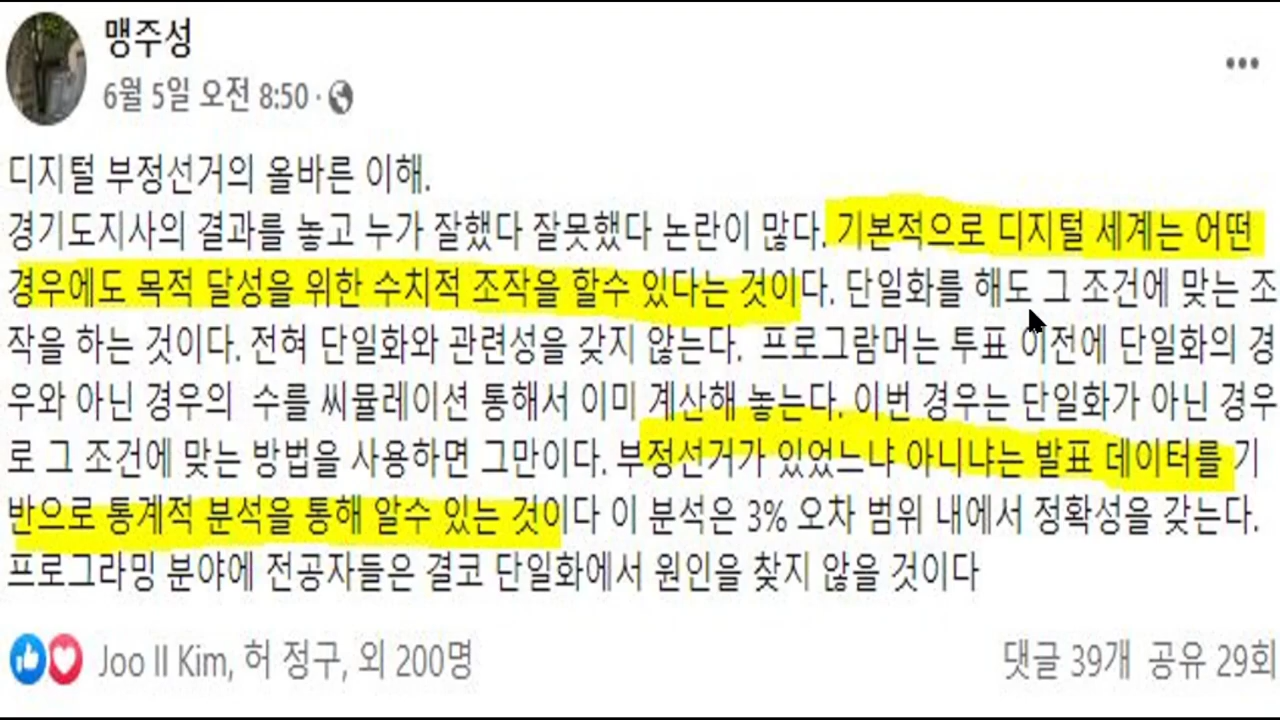 맹주성
6월 5일 오전 8:50 ·
디지털 부정선거의 올바른 이해.
경기도지사의 결과를 놓고 누가 잘했다 잘못했다 논란이 많다. 기본적으로 디지털 세계는 어떤
경우에도 목적 달성을 위한 수치적 조작을 할수 있다는 것이다. 단일화를 해도 그 조건에 맞는 조
작을 하는 것이다. 전혀 단일화와 관련성을 갖지 않는다. 프로그람머는 투표 이전에 단일화의 경
우와 아닌 경우의 수를 씨뮬레이션 통해서 이미 계산해 놓는다. 이번 경우는 단일화가 아닌 경우
로 그 조건에 맞는 방법을 사용하면 그만이다. 부정선거가 있었느냐 아니냐는 발표 데이터를 기
반으로 통계적 분석을 통해 알수 있는 것이다 이 분석은 3% 오차 범위 내에서 정확성을 갖는다.
프로그라밍 분야에 전공자들은 결코 단일화에서 원인을 찾지 않을 것이다
Joo Il Kim, 허 정구, 외 200명
댓글 39개 공유 29회